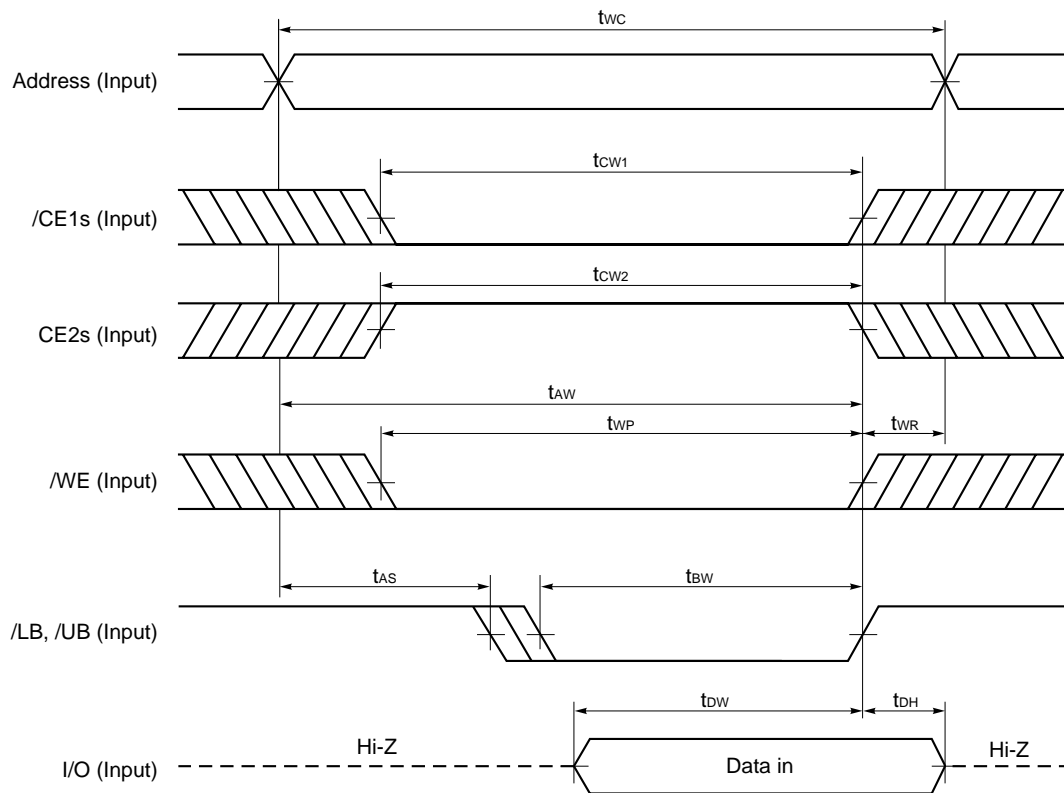 tWC
Address (Input)
tCW1
/CE1s (Input)
tCW2
CE2s (Input)
tAW
tWP
tWR
/WE (Input)
tAS
tBW
/LB, /UB (Input)
tDW
tDH
Hi-Z
Hi-Z
I/O (Input)
Data in